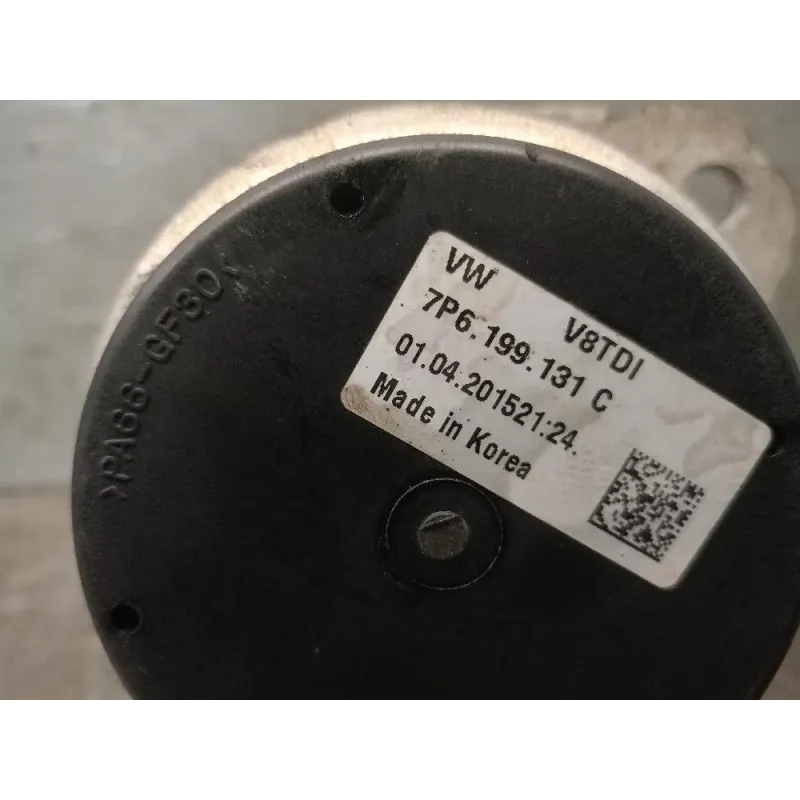 VW V8TDI
7P6.199.131 C
01.04.201521:24.
Made in Korea
>PA66-GF30<